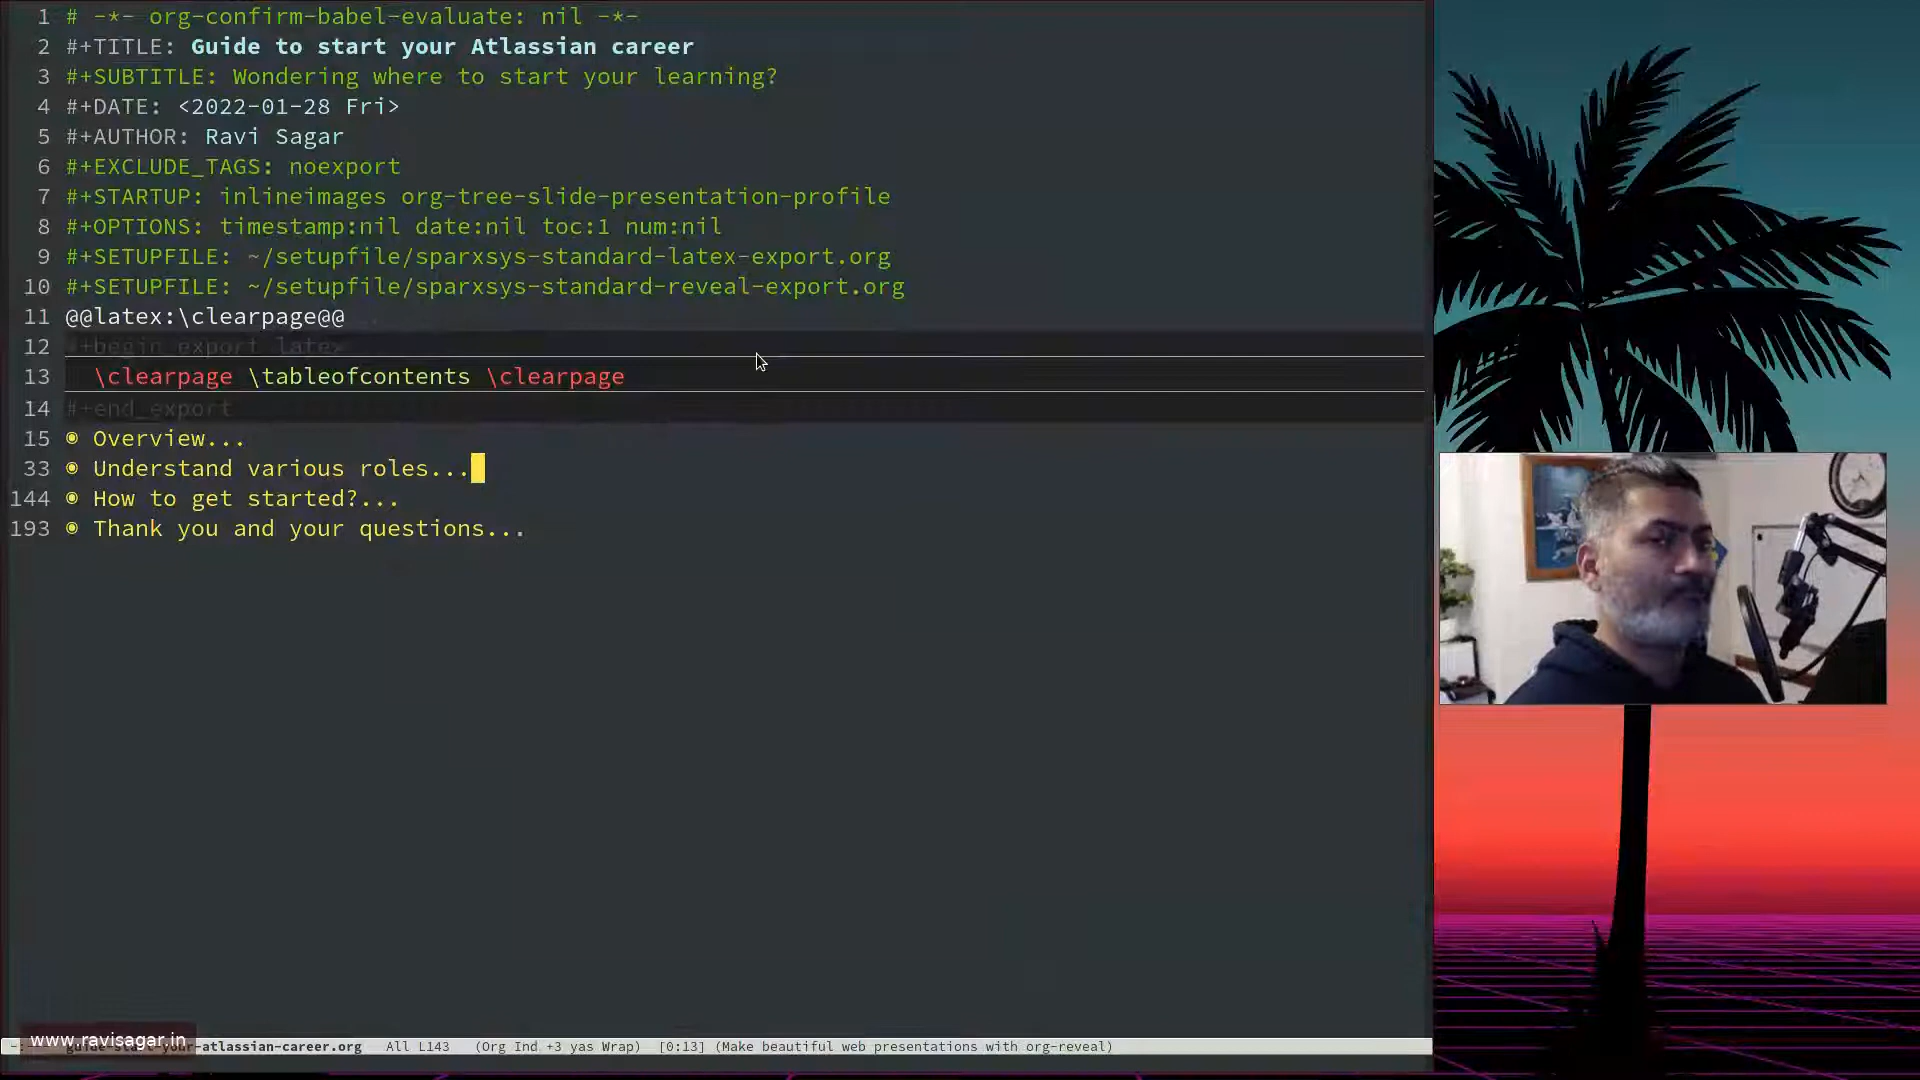 1 # -*- org-confirm-babel-evaluate: nil -*-
2 #+TITLE: Guide to start your Atlassian career
3 #+SUBTITLE: Wondering where to start your learning?
4 #+DATE: <2022-01-28 Fri>
5 #+AUTHOR: Ravi Sagar
6 #+EXCLUDE_TAGS: noexport
7 #+STARTUP: inlineimages org-tree-slide-presentation-profile
8 #+OPTIONS: timestamp:nil date:nil toc:1 num:nil
9 #+SETUPFILE: ~/setupfile/sparxsys-standard-latex-export.org
10 #+SETUPFILE: ~/setupfile/sparxsys-standard-reveal-export.org
11 @@latex:\clearpage@@
12 #+begin_export latex
13 \clearpage \tableofcontents \clearpage
14 #+end_export
15 ◉ Overview...
33 ◉ Understand various roles...
144 ◉ How to get started?...
193 ◉ Thank you and your questions...
www.ravisagar.in
guide-start-your-atlassian-career.org All L143 (Org Ind +3 yas Wrap) [0:13] (Make beautiful web presentations with org-reveal)